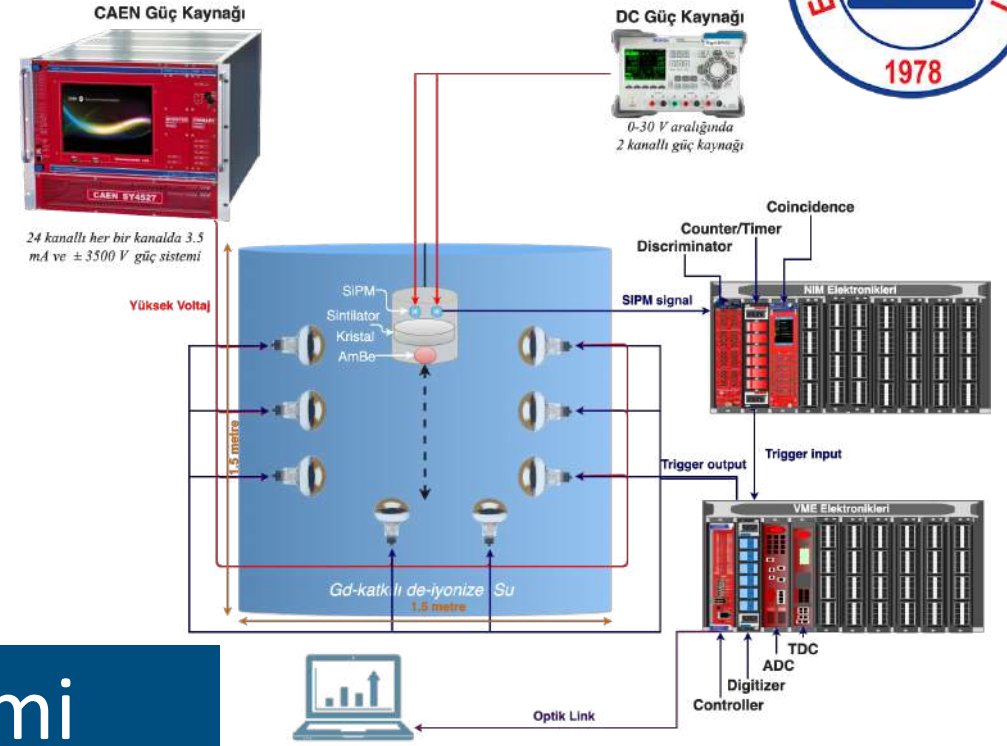 CAEN Güç Kaynağı
DC Güç Kaynağı
1978
0-30 V aralığında
2 kanallı güç kaynağı
CAEN SY4527
24 kanallı her bir kanalda 3.5
mA ve ± 3500 V güç sistemi
Coincidence
Counter/Timer
Discriminator
Yüksek Voltaj
SiPM
Sintilator
Kristal
AmBe
SiPM signal
NIM Elektronikleri
1.5 metre
Trigger output
Trigger input
VME Elektronikleri
Gd-katkılı de-iyonize Su
1.5 metre
TDC
ADC
Digitizer
Controller
Optik Link
mi